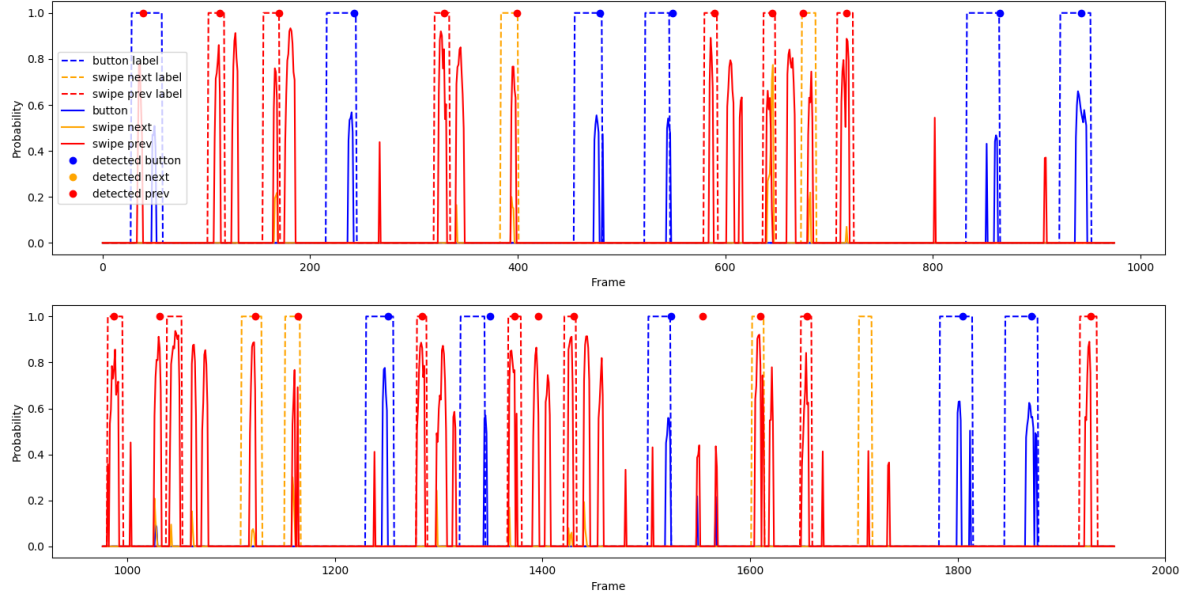 1.0
0.8
0.6
0.4
0.2
0.0
Probability
button label
swipe next label
swipe prev label
button
swipe next
swipe prev
detected button
detected next
detected prev
0 200 400 600 800 1000
Frame
1.0
0.8
0.6
0.4
0.2
0.0
Probability
1000 1200 1400 1600 1800 2000
Frame